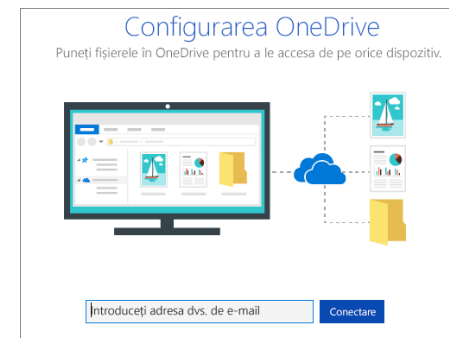 Configurarea OneDrive
Puneți fișierele în OneDrive pentru a le accesa de pe orice dispozitiv.
Introduceți adresa dvs. de e-mail
Conectare